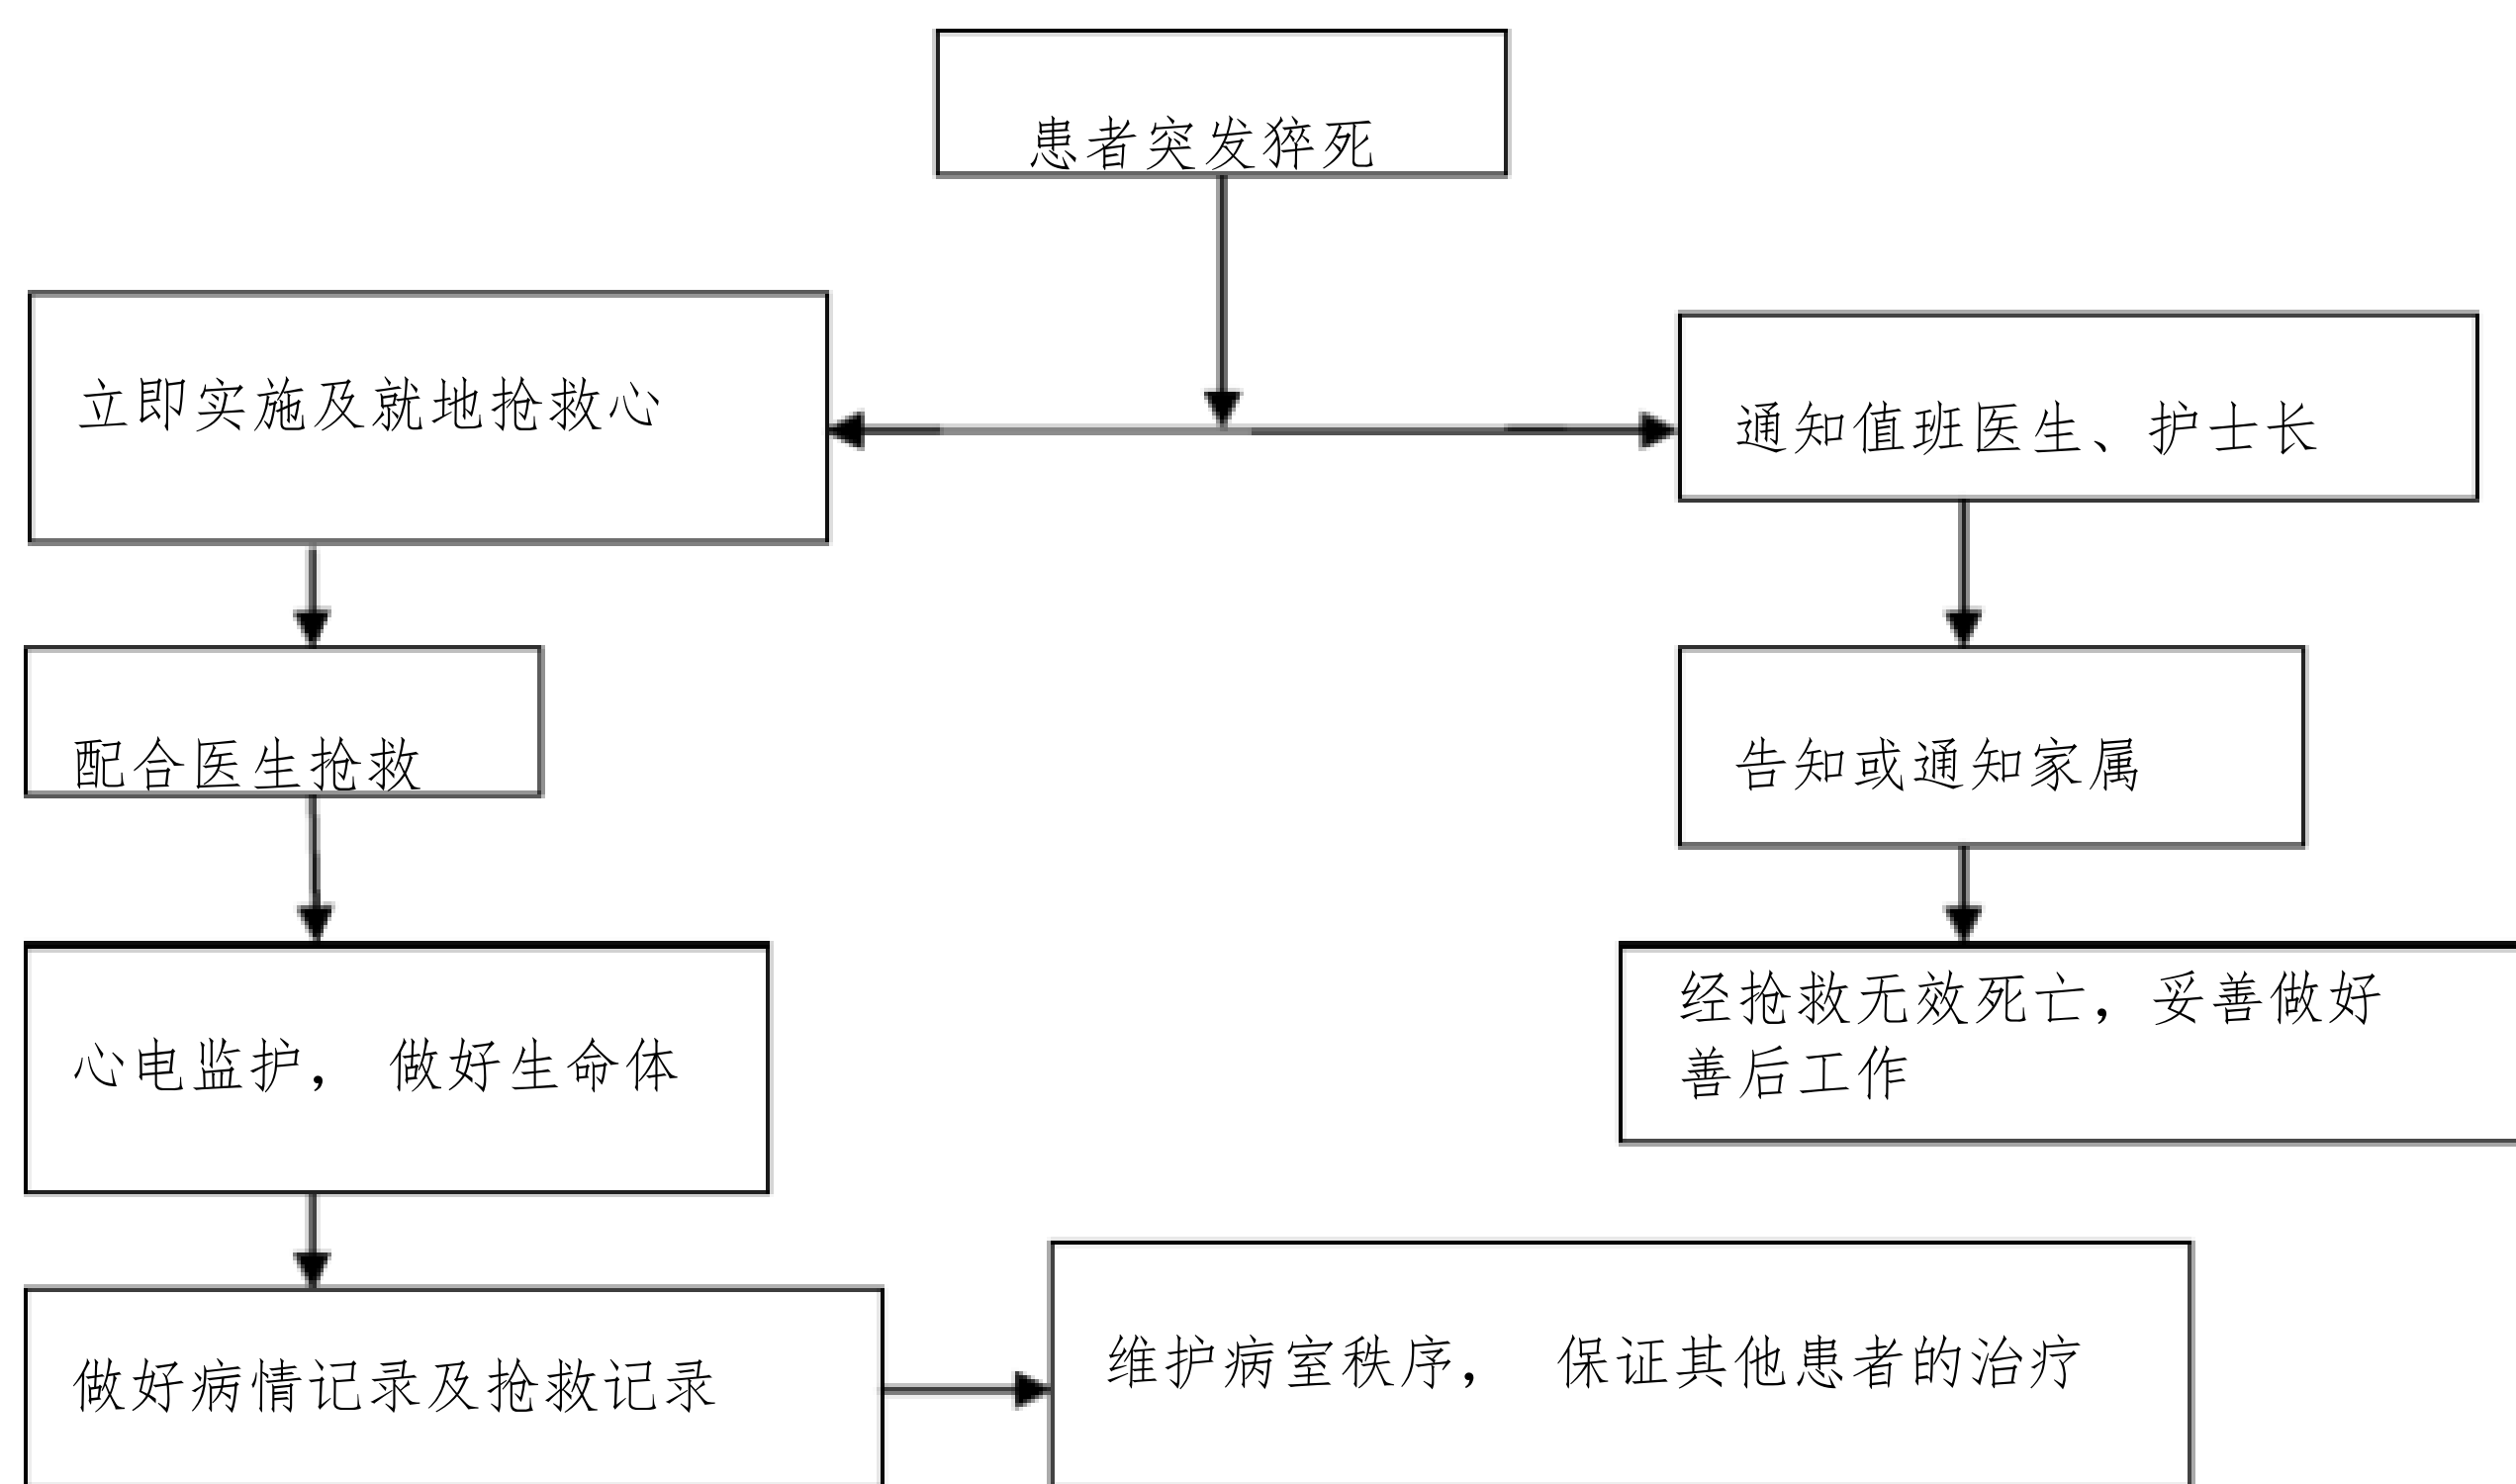 患者突发猝死
立即实施及就地抢救心
通知值班医生、护士长
配合医生抢救
告知或通知家属
心电监护， 做好生命体
经抢救无效死亡，妥善做好
善后工作
做好病情记录及抢救记录
维护病室秩序， 保证其他患者的治疗